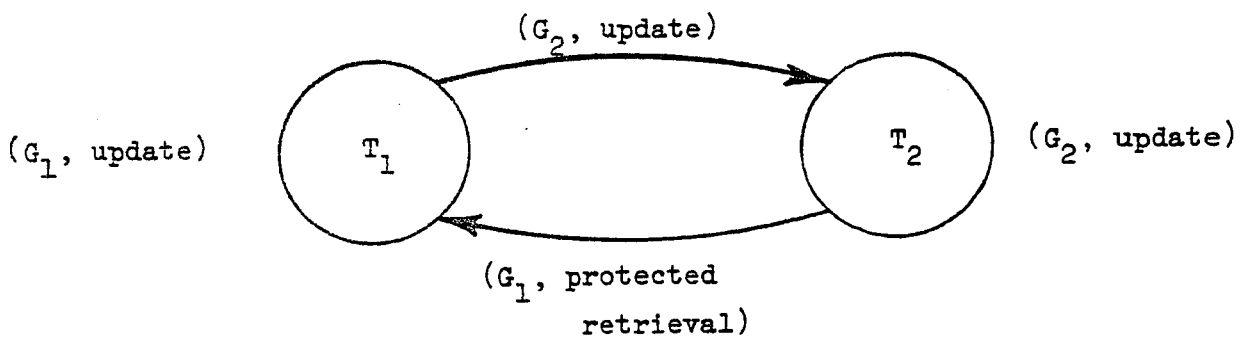 (G₂, update)
(G₁, update)
T₁
T₂
(G₂, update)
(G₁, protected
retrieval)